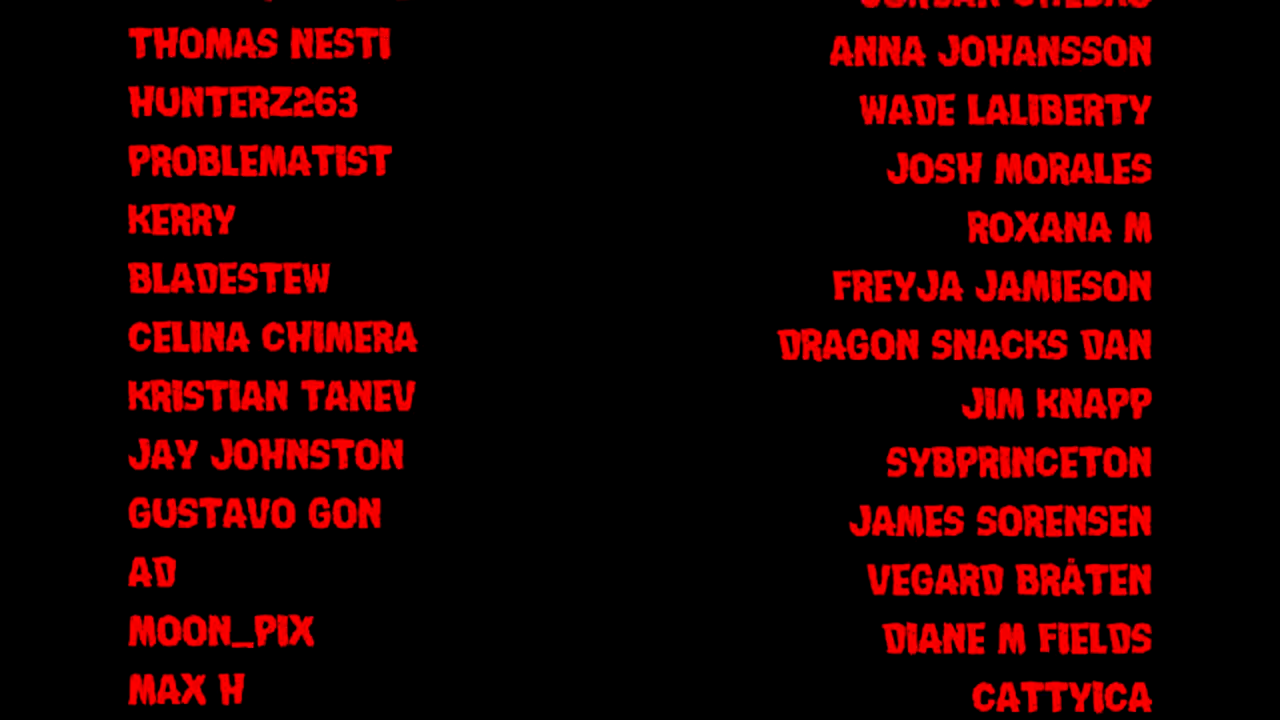 THOMAS NESTI
HUNTERZ263
PROBLEMATIST
KERRY
BLADESTEW
CELINA CHIMERA
KRISTIAN TANEV
JAY JOHNSTON
GUSTAVO GON
AD
MOON_PIX
MAX H
ANNA JOHANSSON
WADE LALIBERTY
JOSH MORALES
ROXANA M
FREYJA JAMIESON
DRAGON SNACKS DAN
JIM KNAPP
SYBPRINCETON
JAMES SORENSEN
VEGARD BRÅTEN
DIANE M FIELDS
CATTYICA